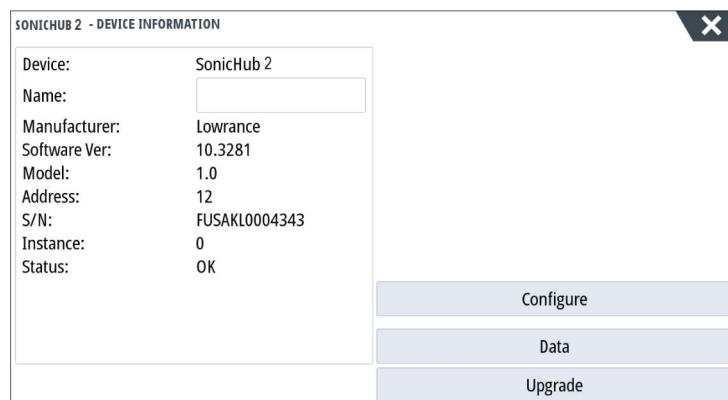 SONICHUB 2 - DEVICE INFORMATION
Device: SonicHub 2
Name:
Manufacturer: Lowrance
Software Ver: 10.3281
Model: 1.0
Address: 12
S/N: FUSAKL0004343
Instance: 0
Status: OK
Configure
Data
Upgrade